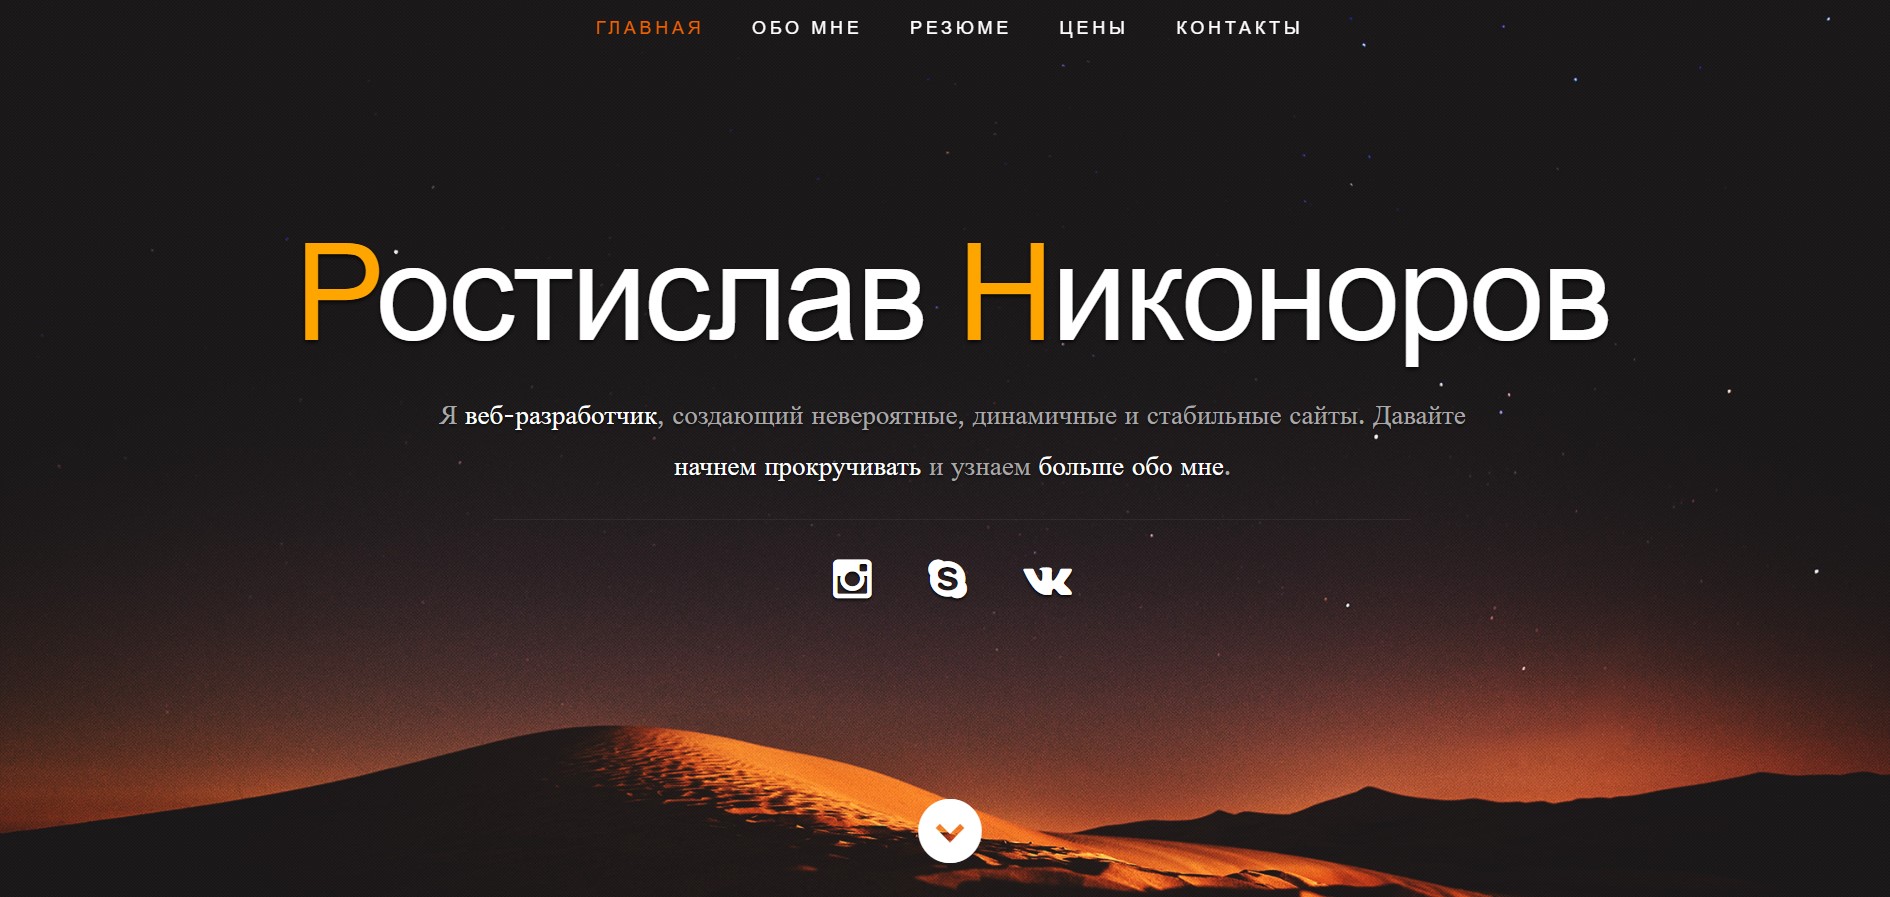 ГЛАВНАЯ ОБО МНЕ РЕЗЮМЕ ЦЕНЫ КОНТАКТЫ
Ростислав Никоноров
Я веб-разработчик, создающий невероятные, динамичные и стабильные сайты. Давайте
начнем прокручивать и узнаем больше обо мне.